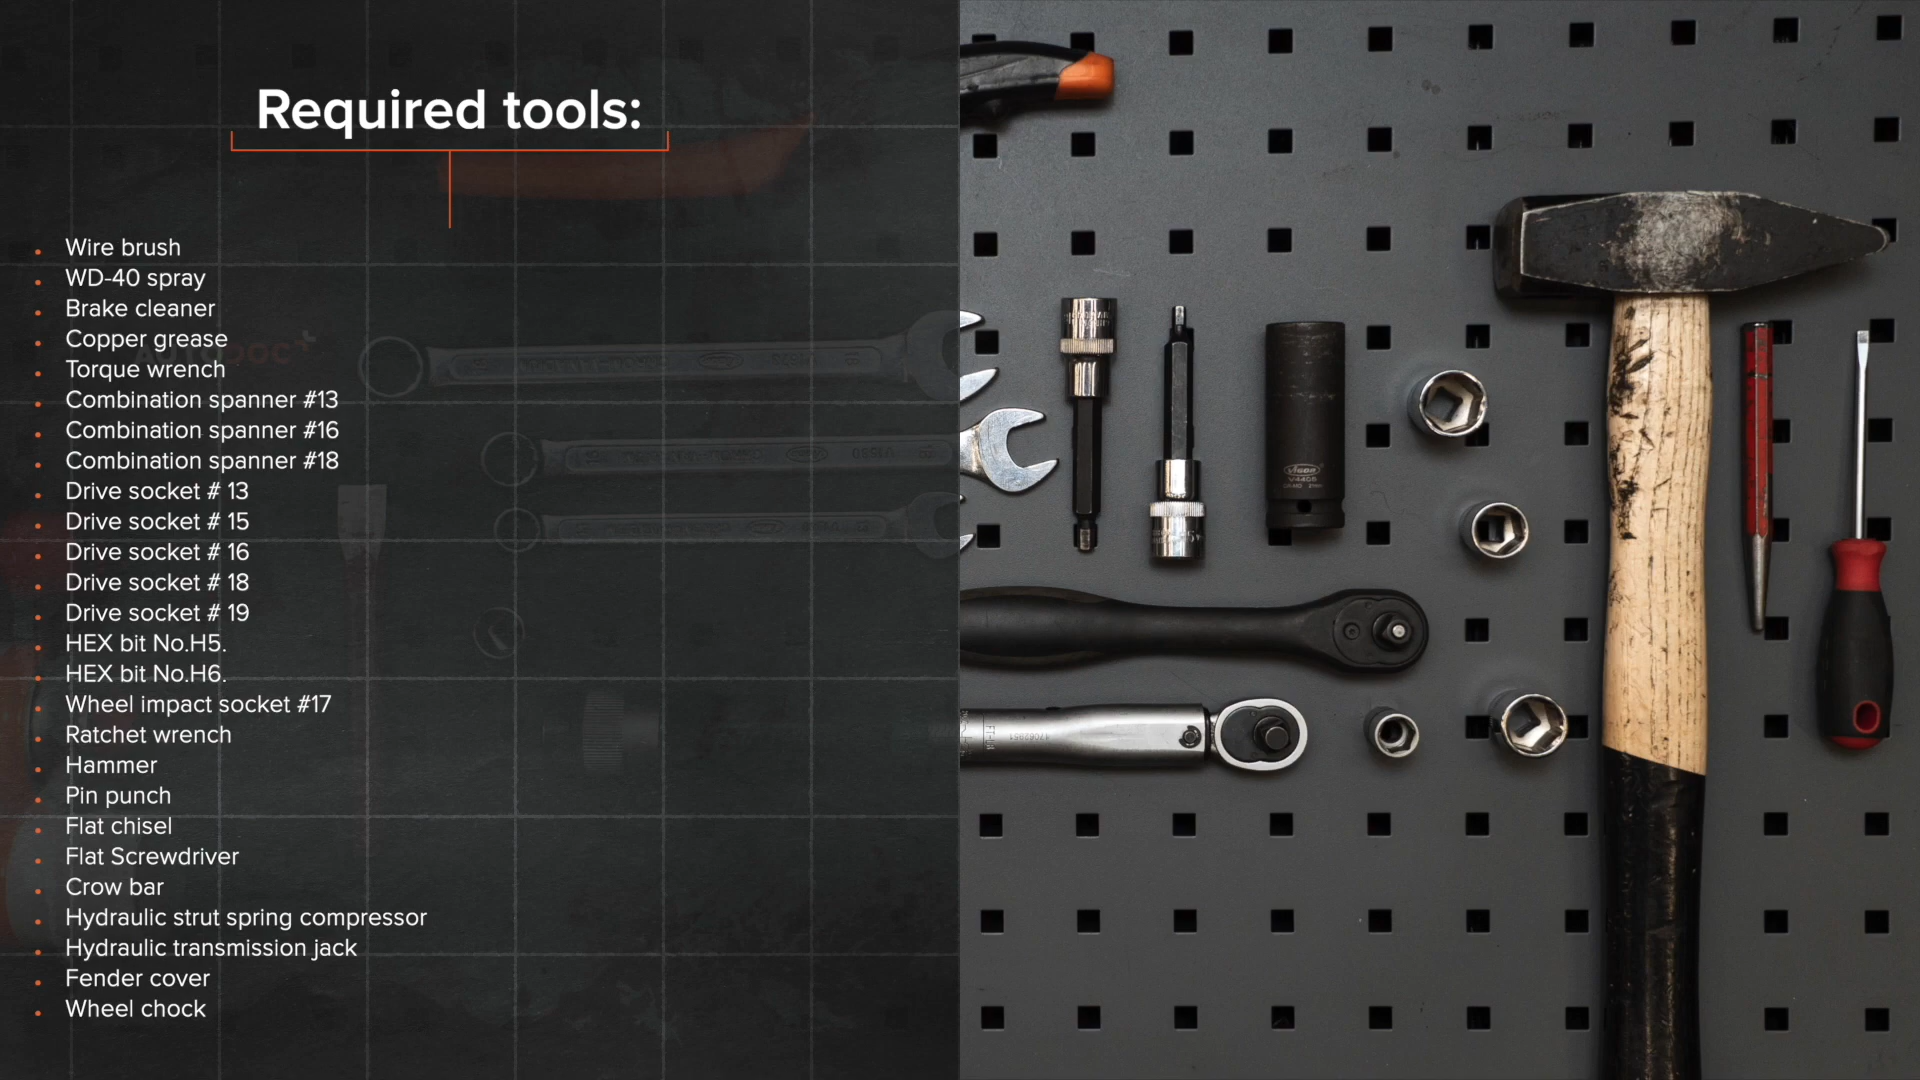 Required tools:
Wire brush
WD-40 spray
Brake cleaner
Copper grease
Torque wrench
Combination spanner #13
Combination spanner #16
Combination spanner #18
Drive socket # 13
Drive socket # 15
Drive socket # 16
Drive socket # 18
Drive socket # 19
HEX bit No.H5.
HEX bit No.H6.
Wheel impact socket #17
Ratchet wrench
Hammer
Pin punch
Flat chisel
Flat Screwdriver
Crow bar
Hydraulic strut spring compressor
Hydraulic transmission jack
Fender cover
Wheel chock
VIGOR
V4405